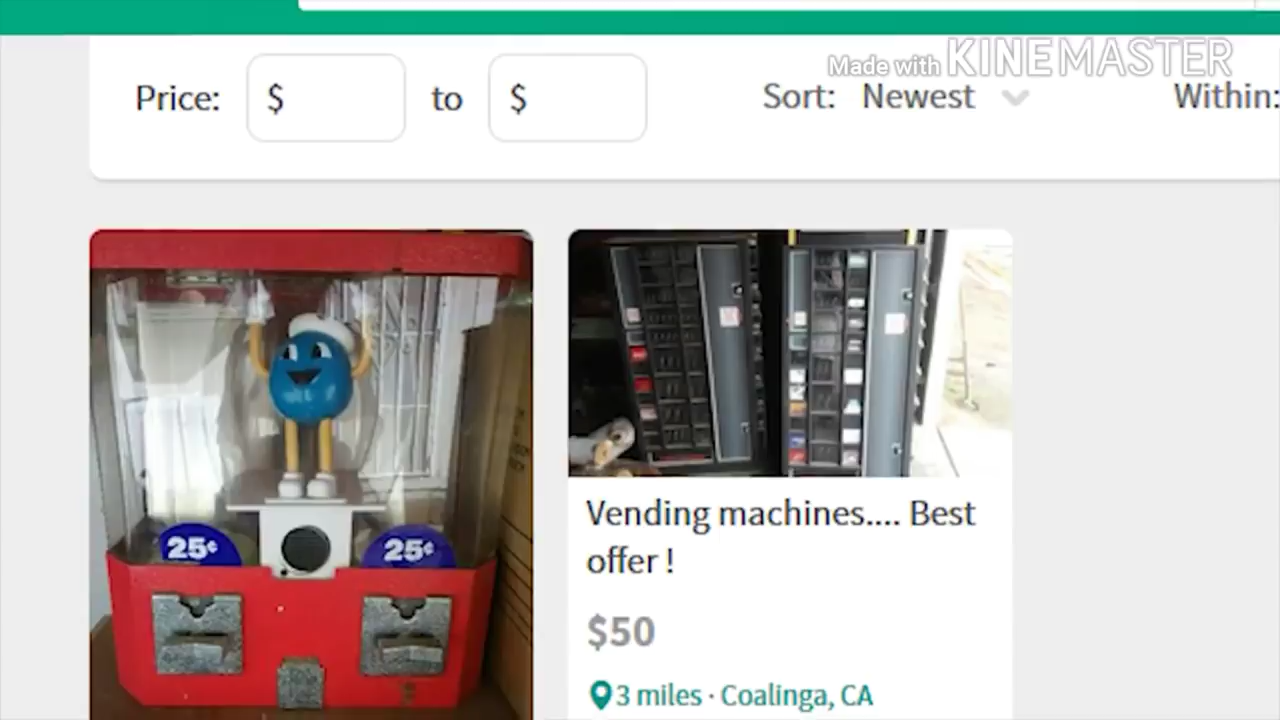 Made with KINEMASTER
Price: $ to $ Sort: Newest Within:
25¢ 25¢
Vending machines.... Best
offer !
$50
3 miles · Coalinga, CA